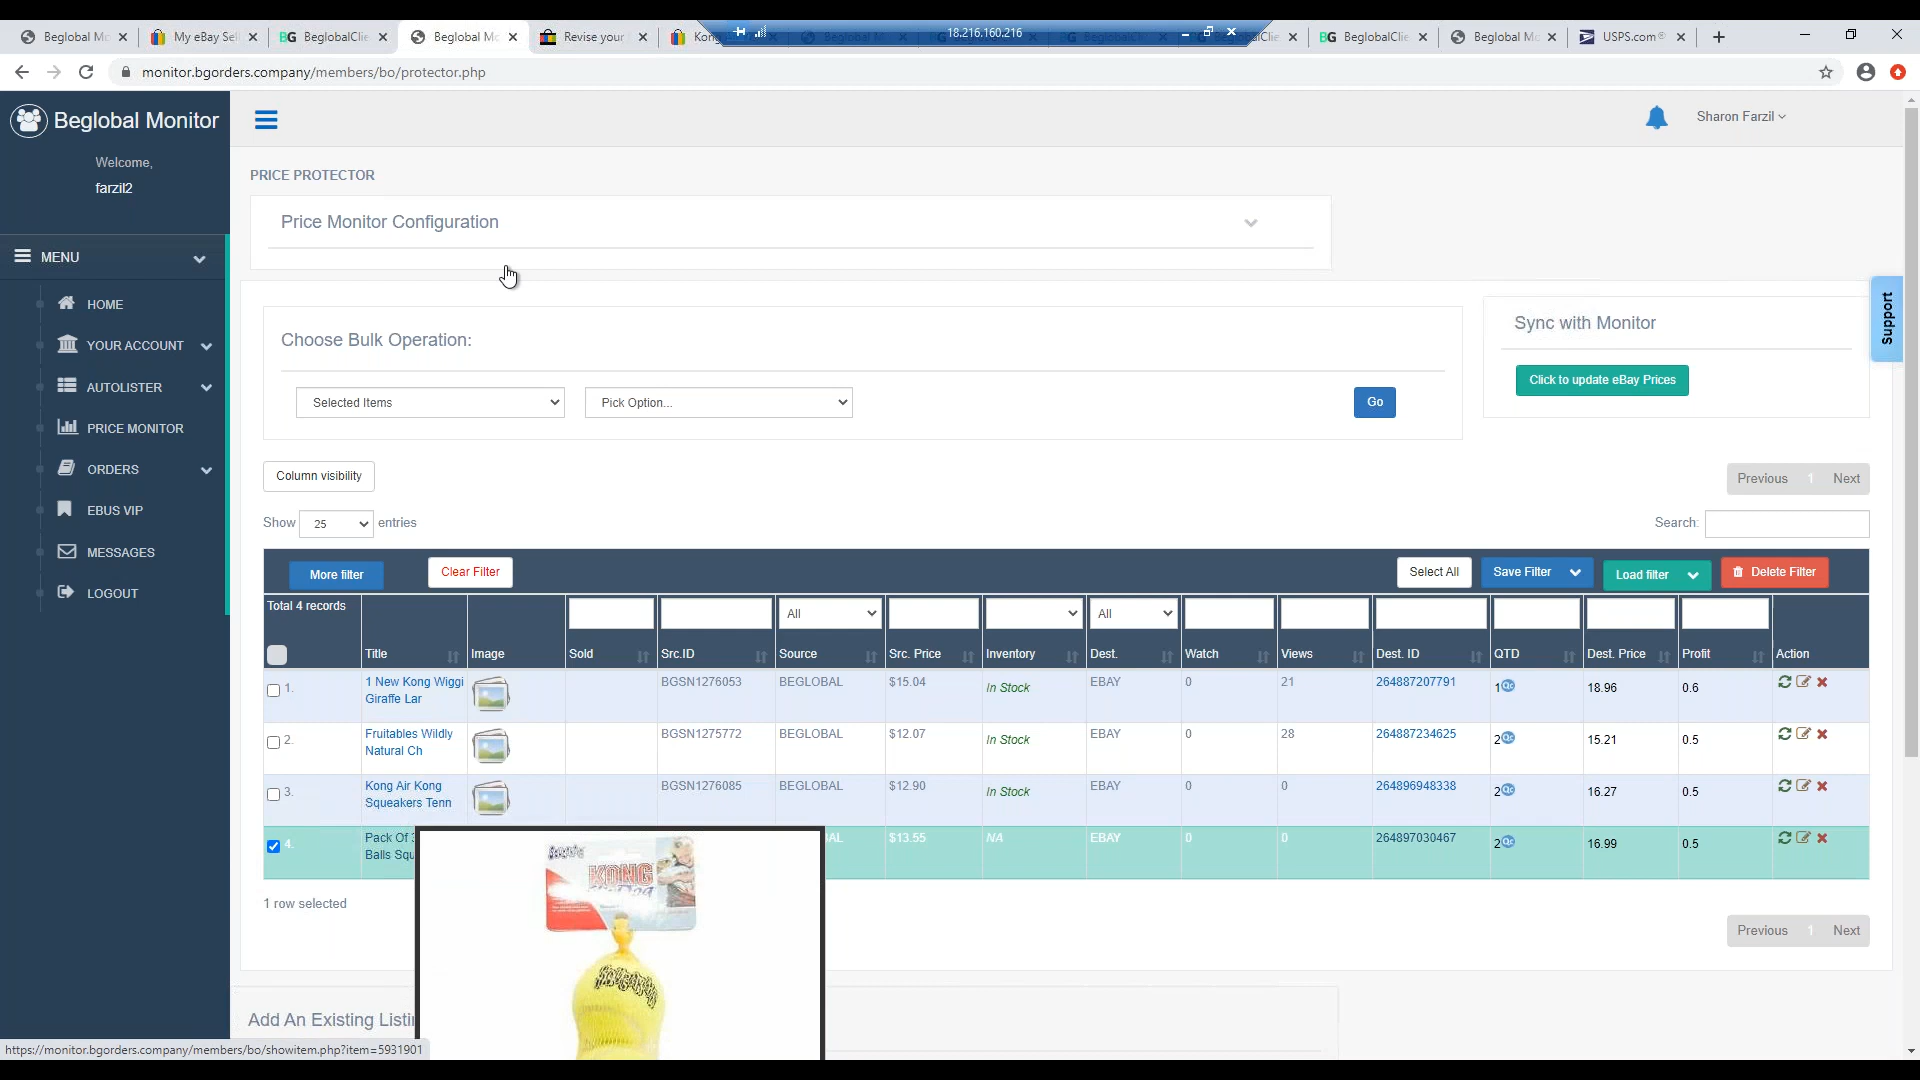 Beglobal Mo
My eBay Sel
BG BeglobalClie
Beglobal Mo
Revise your
Kong
18.216.160.216
BG BeglobalClie
Beglobal Mo
USPS.com®
monitor.bgorders.company/members/bo/protector.php
Beglobal Monitor
Welcome,
farzil2
MENU
HOME
YOUR ACCOUNT
AUTOLISTER
PRICE MONITOR
ORDERS
EBUS VIP
MESSAGES
LOGOUT
Sharon Farzil
PRICE PROTECTOR
Price Monitor Configuration
Choose Bulk Operation:
Selected Items
Pick Option...
Go
Sync with Monitor
Click to update eBay Prices
Support
Column visibility
Previous 1 Next
Show 25 entries
Search:
More filter
Clear Filter
Select All
Save Filter
Load filter
Delete Filter
Total 4 records
All
All
Title Image Sold Src.ID Source Src. Price Inventory Dest. Watch Views Dest. ID QTD Dest. Price Profit Action
1. 1 New Kong Wiggi BGSN1276053 BEGLOBAL $15.04 In Stock EBAY 0 21 264887207791 1 Qc 18.96 0.6
Giraffe Lar
2. Fruitables Wildly BGSN1275772 BEGLOBAL $12.07 In Stock EBAY 0 28 264887234625 2 Qc 15.21 0.5
Natural Ch
3. Kong Air Kong BGSN1276085 BEGLOBAL $12.90 In Stock EBAY 0 0 264896948338 2 Qc 16.27 0.5
Squeakers Tenn
4. Pack Of 3 AL $13.55 NA EBAY 0 0 264897030467 2 Qc 16.99 0.5
Balls Squ
1 row selected
Previous 1 Next
KONG
Add An Existing Listi
https://monitor.bgorders.company/members/bo/showitem.php?item=5931901